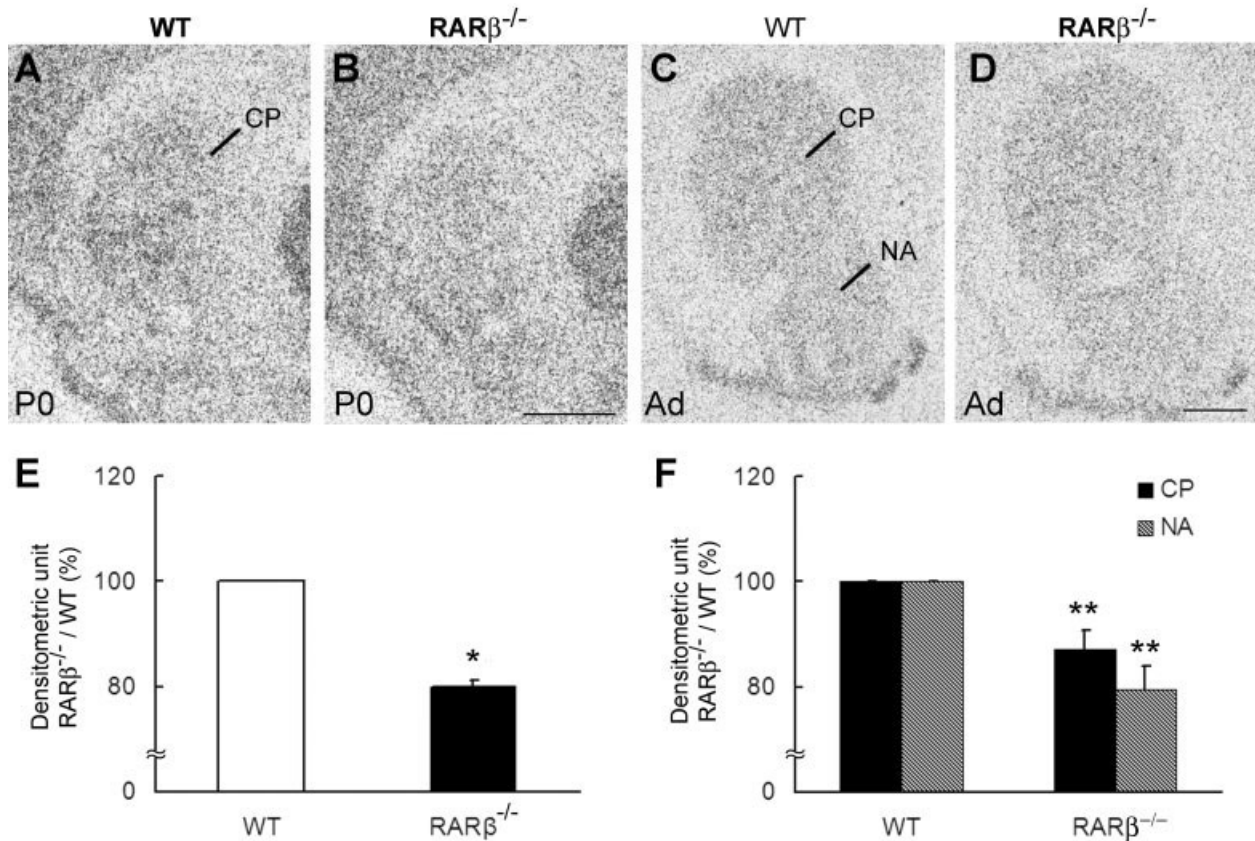 WT
RARβ⁻/⁻
WT
RARβ⁻/⁻
A
B
C
D
CP
CP
NA
P0
P0
Ad
Ad
E
120
100
80
0
Densitometric unit
RARβ⁻/⁻ / WT (%)
*
WT
RARβ⁻/⁻
F
120
100
80
0
Densitometric unit
RARβ⁻/⁻ / WT (%)
CP
NA
**
**
WT
RARβ⁻/⁻